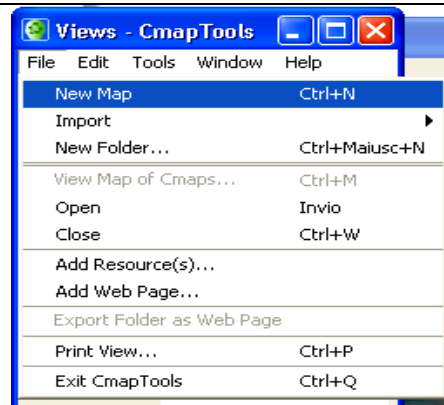 Views - CmapTools
File Edit Tools Window Help
New Map Ctrl+N
Import
New Folder... Ctrl+Maiusc+N
View Map of Cmaps... Ctrl+M
Open Invio
Close Ctrl+W
Add Resource(s)...
Add Web Page...
Export Folder as Web Page
Print View... Ctrl+P
Exit CmapTools Ctrl+Q